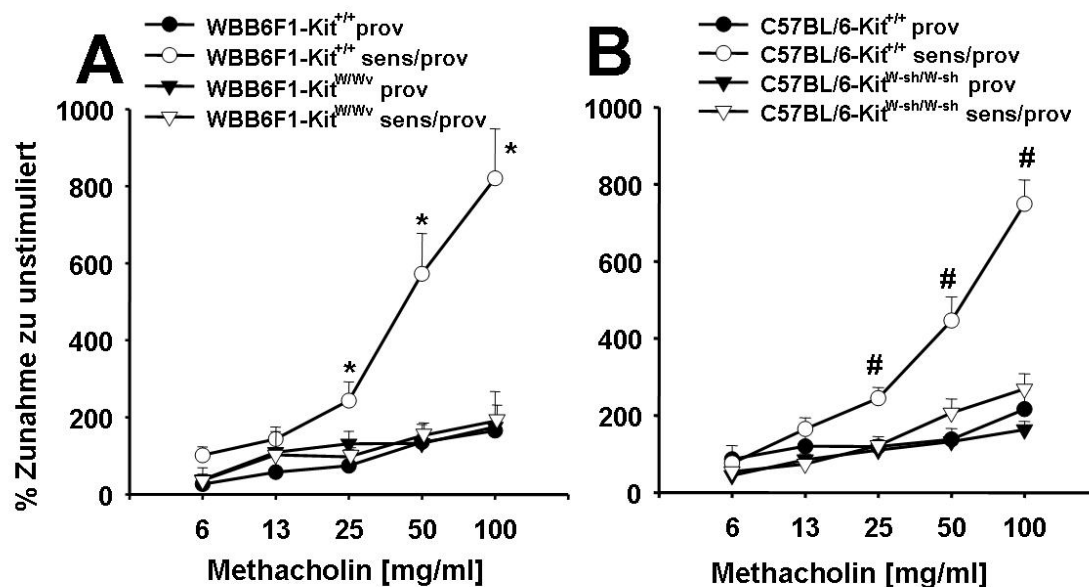 A
WBB6F1-Kit+/+ prov
WBB6F1-Kit+/+ sens/prov
WBB6F1-KitW/Wv prov
WBB6F1-KitW/Wv sens/prov
% Zunahme zu unstimuliert
1000
800
600
400
200
0
*
*
*
6 13 25 50 100
Methacholin [mg/ml]
B
C57BL/6-Kit+/+ prov
C57BL/6-Kit+/+ sens/prov
C57BL/6-KitW-sh/W-sh prov
C57BL/6-KitW-sh/W-sh sens/prov
1000
800
600
400
200
0
#
#
#
6 13 25 50 100
Methacholin [mg/ml]